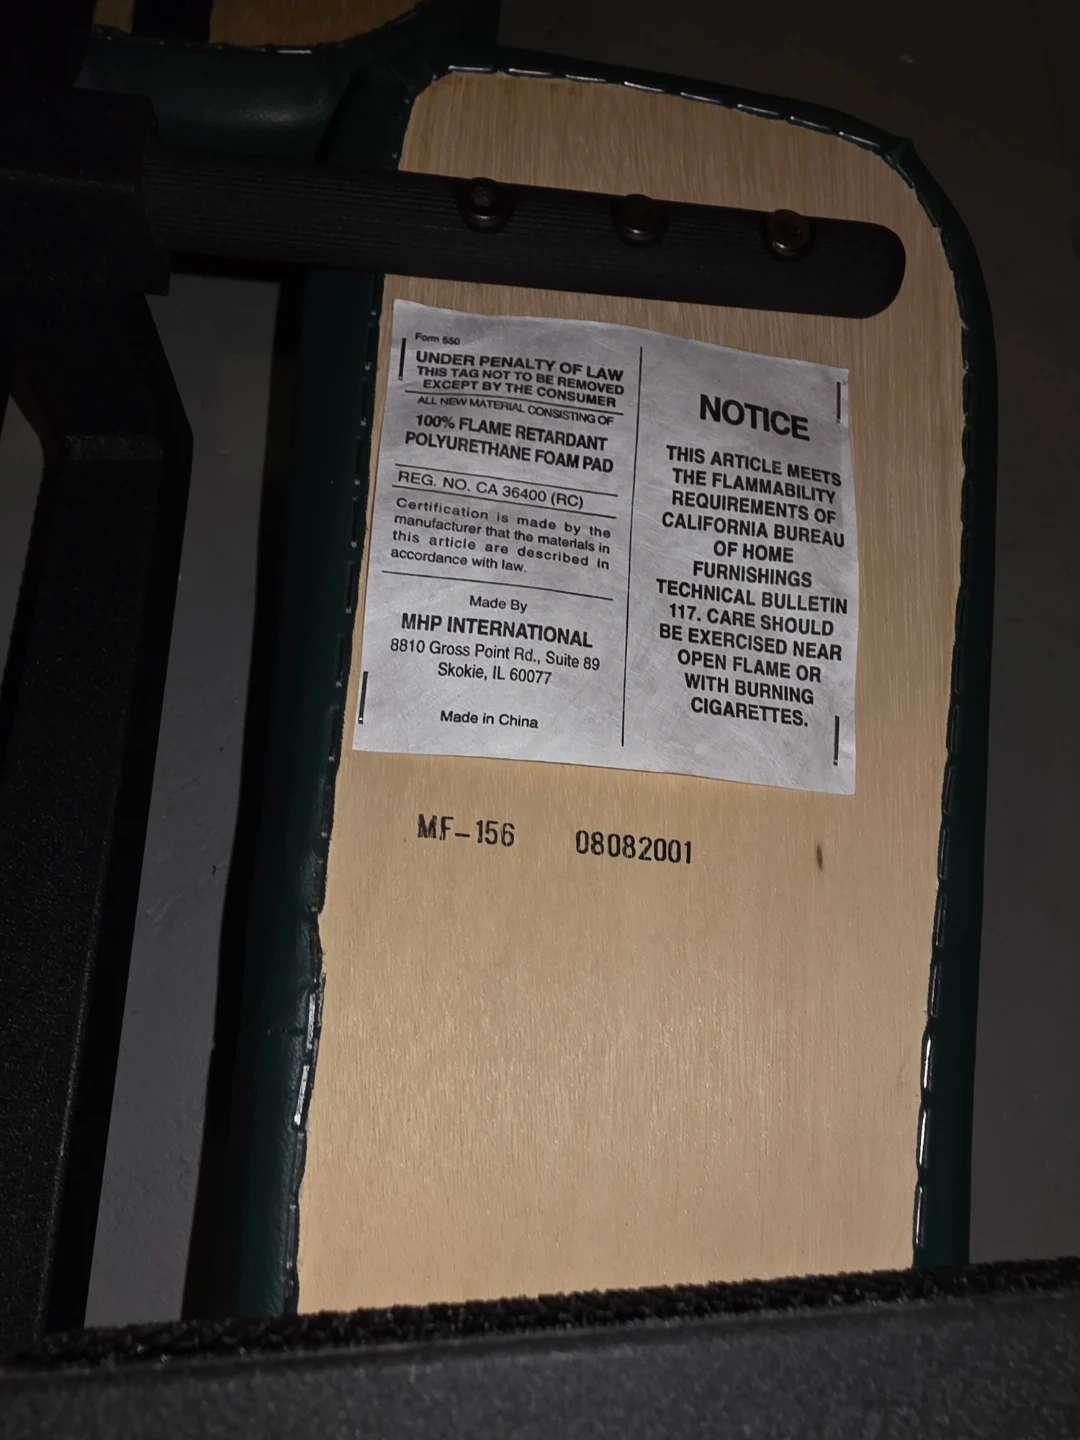 Form 550
UNDER PENALTY OF LAW
THIS TAG NOT TO BE REMOVED
EXCEPT BY THE CONSUMER
ALL NEW MATERIAL CONSISTING OF
100% FLAME RETARDANT
POLYURETHANE FOAM PAD
REG. NO. CA 36400 (RC)
Certification is made by the
manufacturer that the materials in
this article are described in
accordance with law.
Made By
MHP INTERNATIONAL
8810 Gross Point Rd., Suite 89
Skokie, IL 60077
Made in China
NOTICE
THIS ARTICLE MEETS
THE FLAMMABILITY
REQUIREMENTS OF
CALIFORNIA BUREAU
OF HOME
FURNISHINGS
TECHNICAL BULLETIN
117. CARE SHOULD
BE EXERCISED NEAR
OPEN FLAME OR
WITH BURNING
CIGARETTES.
MF-156 08082001